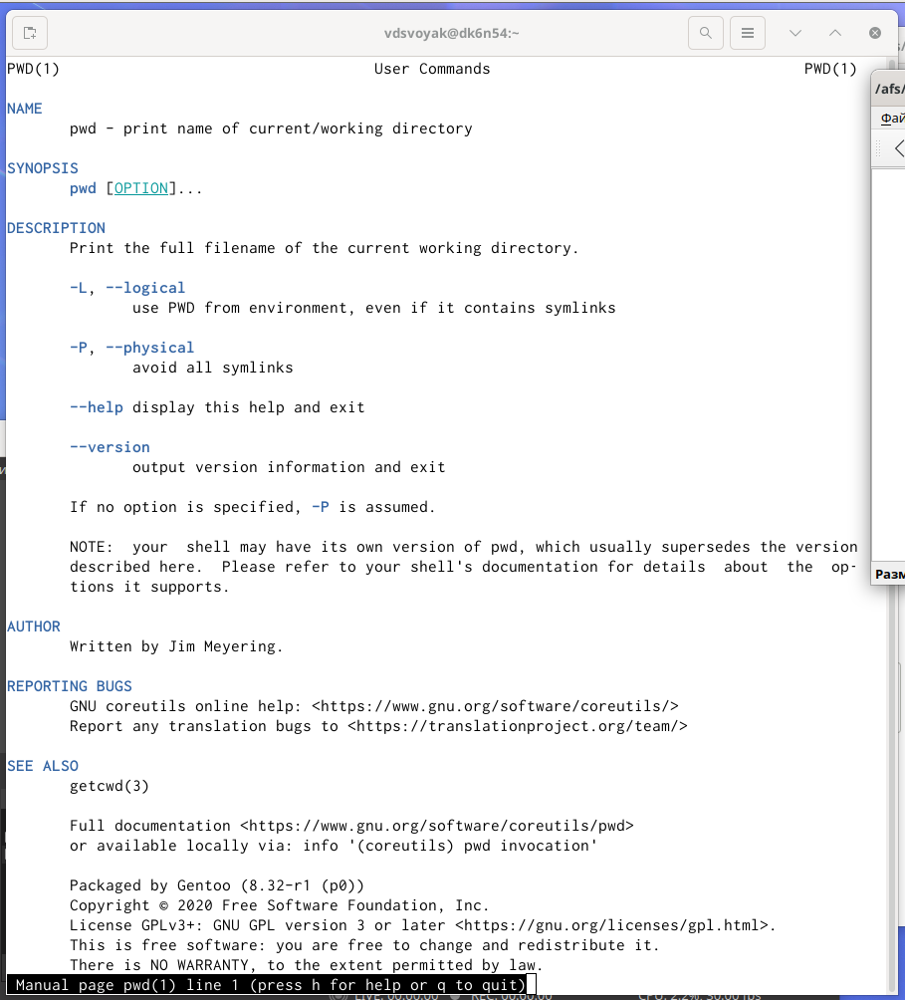 vdsvoyak@dk6n54:~
PWD(1) User Commands PWD(1)
NAME
pwd - print name of current/working directory
SYNOPSIS
pwd [OPTION]...
DESCRIPTION
Print the full filename of the current working directory.
-L, --logical
use PWD from environment, even if it contains symlinks
-P, --physical
avoid all symlinks
--help display this help and exit
--version
output version information and exit
If no option is specified, -P is assumed.
NOTE: your shell may have its own version of pwd, which usually supersedes the version
described here. Please refer to your shell's documentation for details about the op-
tions it supports.
AUTHOR
Written by Jim Meyering.
REPORTING BUGS
GNU coreutils online help: <https://www.gnu.org/software/coreutils/>
Report any translation bugs to <https://translationproject.org/team/>
SEE ALSO
getcwd(3)
Full documentation <https://www.gnu.org/software/coreutils/pwd>
or available locally via: info '(coreutils) pwd invocation'
Packaged by Gentoo (8.32-r1 (p0))
Copyright © 2020 Free Software Foundation, Inc.
License GPLv3+: GNU GPL version 3 or later <https://gnu.org/licenses/gpl.html>.
This is free software: you are free to change and redistribute it.
There is NO WARRANTY, to the extent permitted by law.
Manual page pwd(1) line 1 (press h for help or q to quit)
/afs/
Фай
Разм